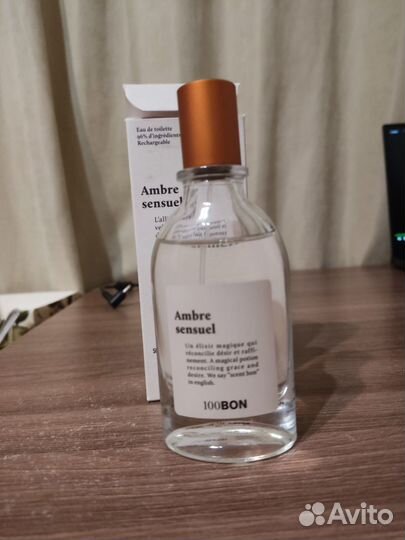 Eau de toilette
96% d'ingrédients
Rechargeable
Ambre
sensuel
L'all
Ambre
sensuel
Un élixir magique qui
réconcilie désir et raffi-
nement. A magical potion
reconciling grace and
desire. We say "scent bon"
in english.
100BON
Avito